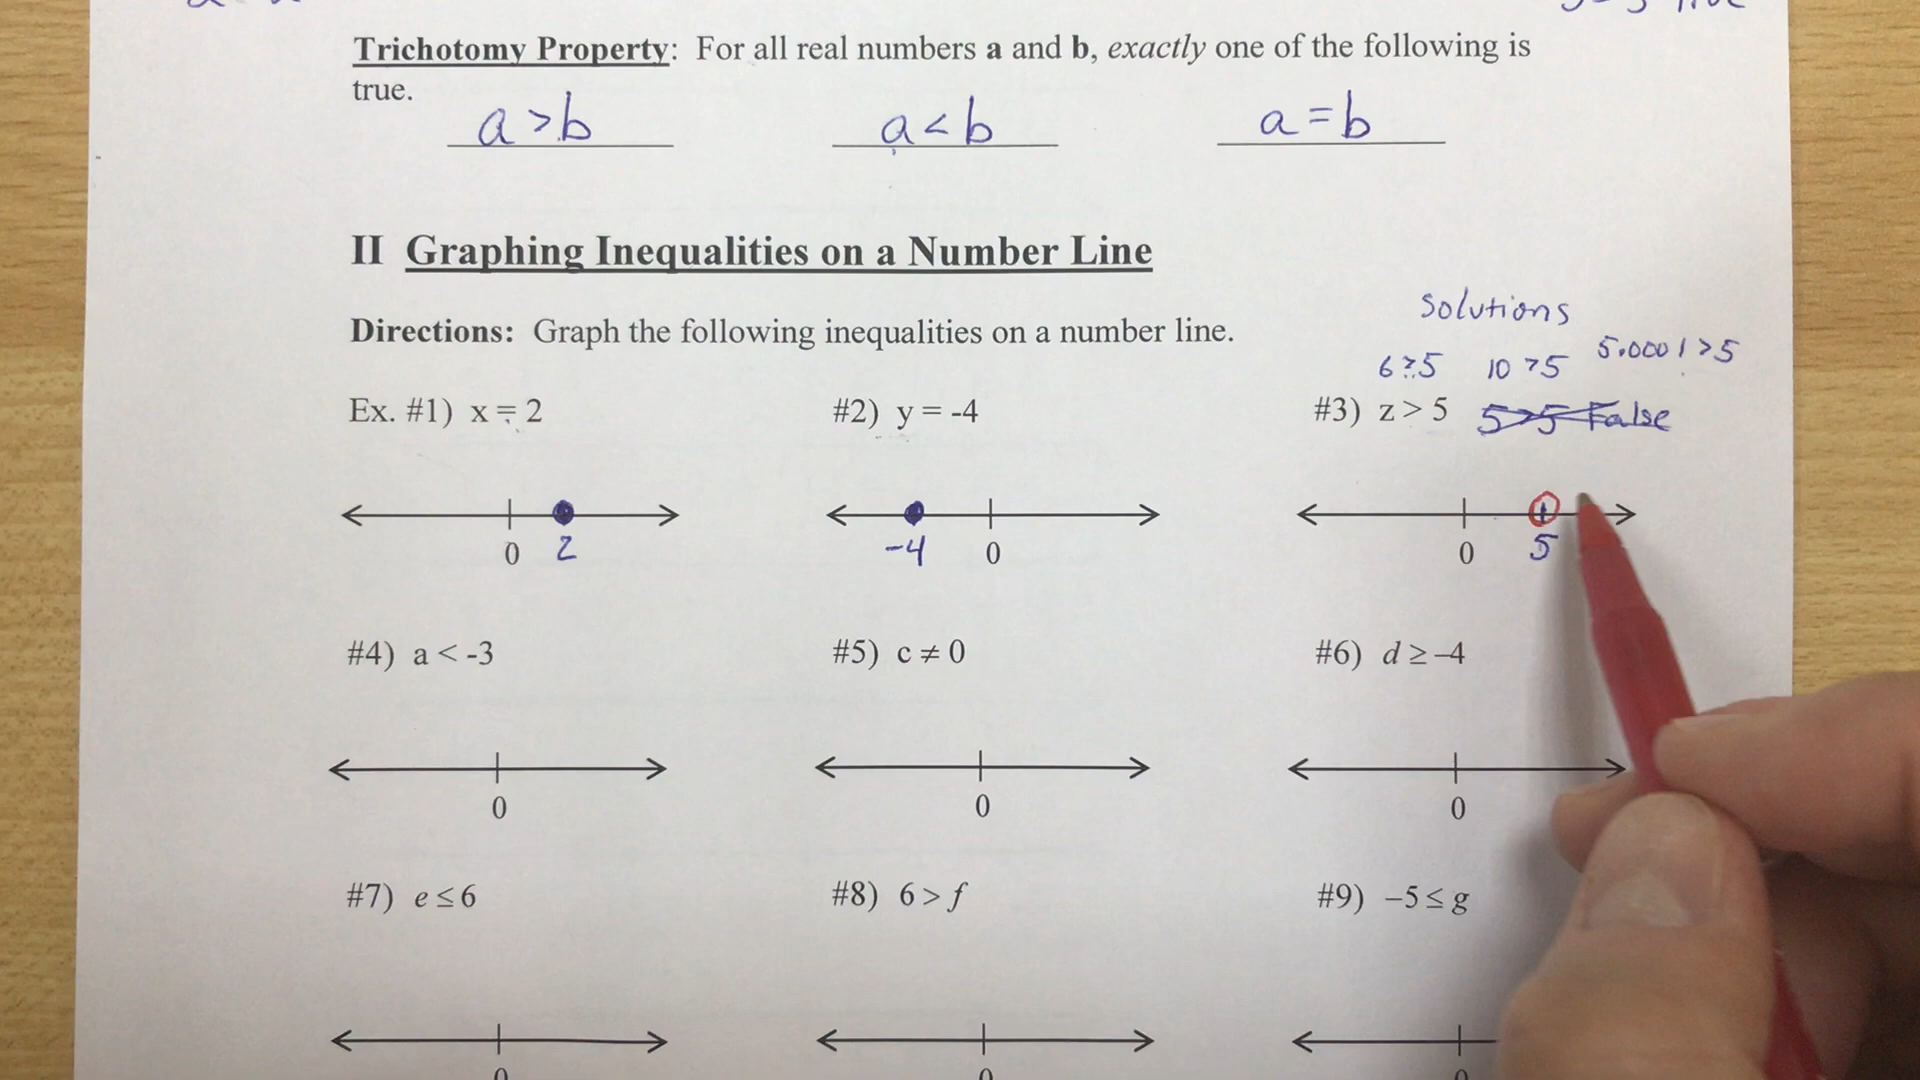 Trichotomy Property: For all real numbers a and b, exactly one of the following is
true.
a > b a < b a = b
II Graphing Inequalities on a Number Line
Directions: Graph the following inequalities on a number line.
Solutions
6 > 5 10 > 5 5.0001 > 5
Ex. #1) x = 2 #2) y = -4 #3) z > 5 5 > 5 False
0 2 -4 0 0 5
#4) a < -3 #5) c ≠ 0 #6) d ≥ –4
0 0 0
#7) e ≤ 6 #8) 6 > f #9) –5 ≤ g
0 0 0